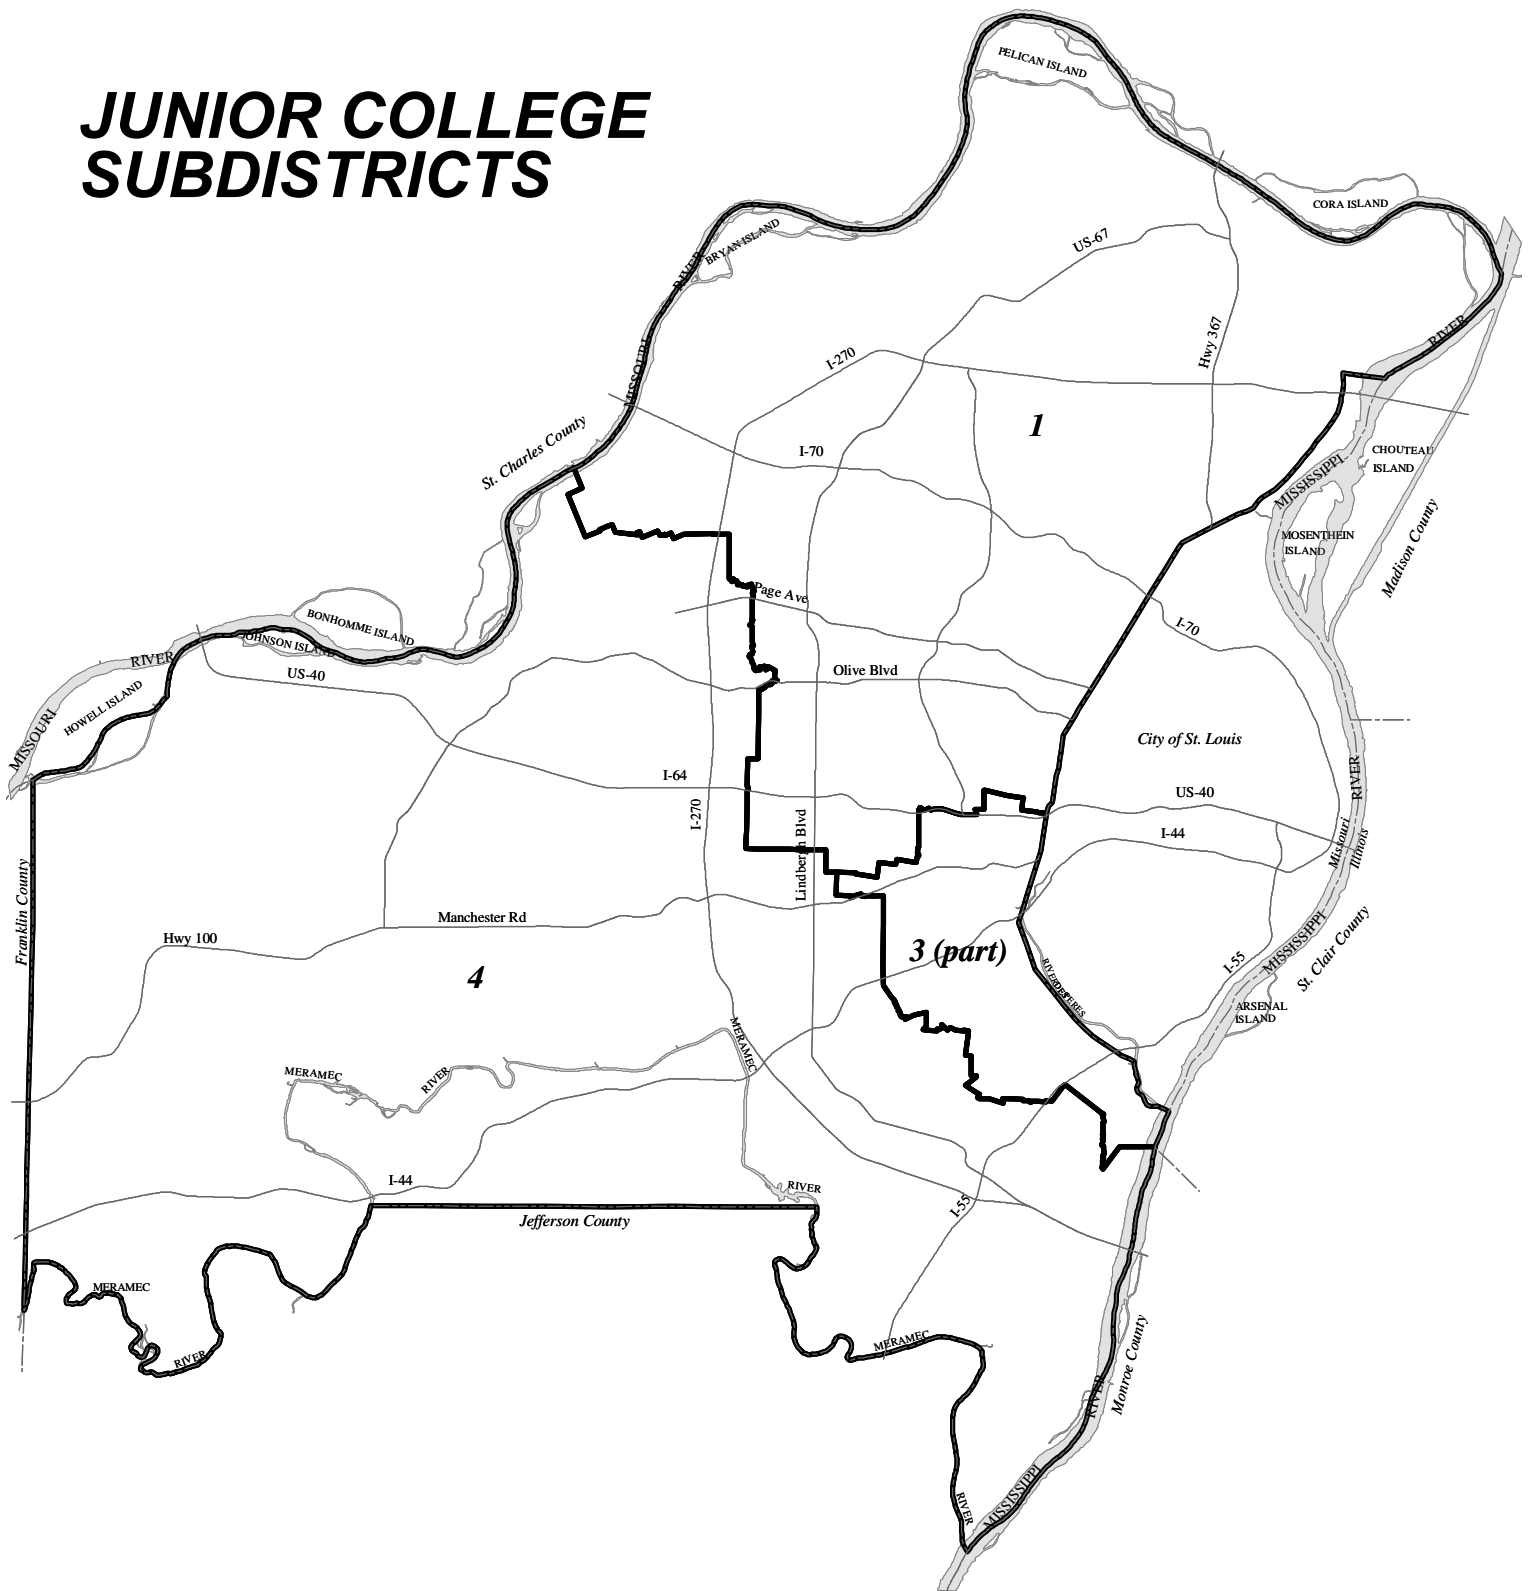 JUNIOR COLLEGE
SUBDISTRICTS
PELICAN ISLAND
CORA ISLAND
BRYAN ISLAND
RIVER
US-67
MISSOURI
I-270
Hwy 367
RIVER
1
St. Charles County
I-70
CHOUTEAU
ISLAND
MISSISSIPPI
MOSENTHEIN
ISLAND
Madison County
Page Ave
BONHOMME ISLAND
JOHNSON ISLAND
I-70
RIVER
US-40
Olive Blvd
HOWELL ISLAND
MISSOURI
City of St. Louis
I-64
RIVER
US-40
I-270
Lindbergh Blvd
I-44
Missouri
Illinois
Franklin County
Manchester Rd
Hwy 100
3 (part)
MISSISSIPPI
St. Clair County
I-55
4
RIVER DES PERES
ARSENAL
ISLAND
MERAMEC
MERAMEC
RIVER
I-44
RIVER
Jefferson County
I-55
MERAMEC
RIVER
MERAMEC
Monroe County
RIVER
MISSISSIPPI
RIVER